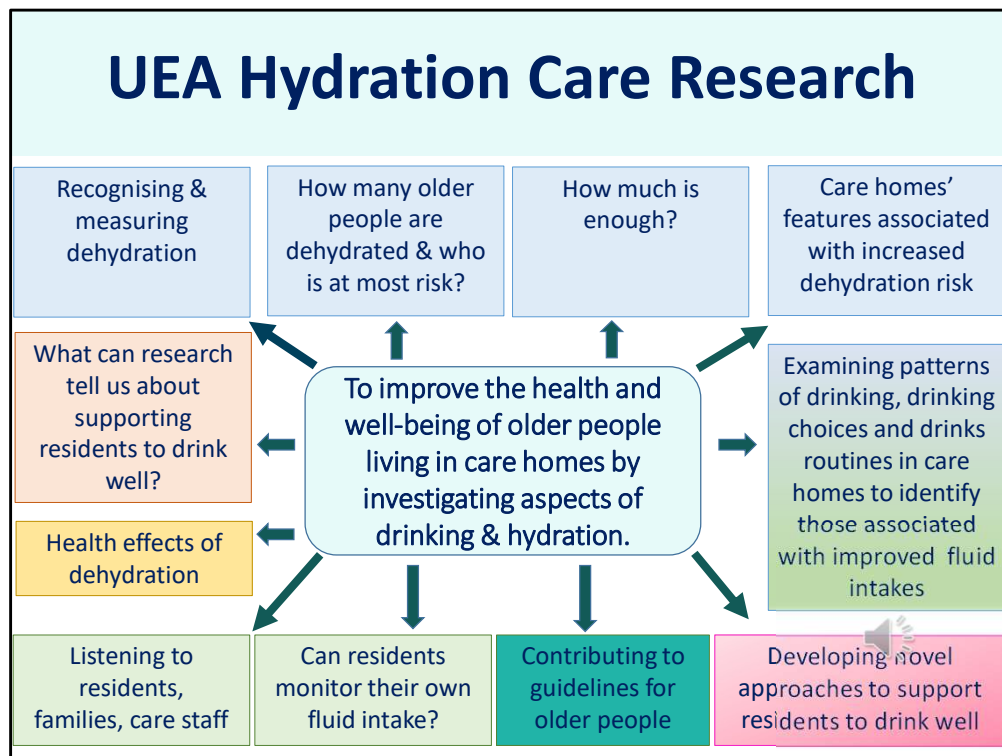 UEA Hydration Care Research
Recognising &
measuring
dehydration
How many older
people are
dehydrated & who
is at most risk?
How much is
enough?
Care homes’
features associated
with increased
dehydration risk
What can research
tell us about
supporting
residents to drink
well?
To improve the health and
well-being of older people
living in care homes by
investigating aspects of
drinking & hydration.
Examining patterns
of drinking, drinking
choices and drinks
routines in care
homes to identify
those associated
with improved fluid
intakes
Health effects of
dehydration
Listening to
residents,
families, care staff
Can residents
monitor their own
fluid intake?
Contributing to
guidelines for
older people
Developing novel
approaches to support
residents to drink well